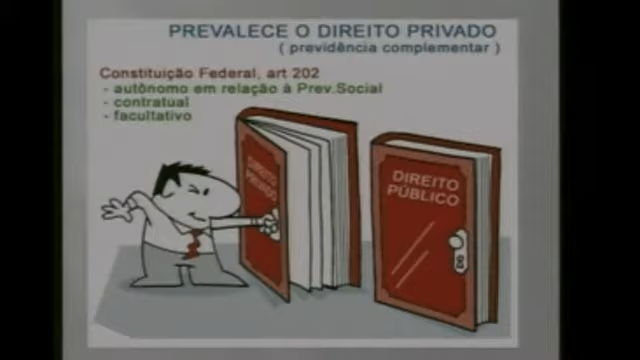 PREVALECE O DIREITO PRIVADO
( previdência complementar )
Constituição Federal, art 202
- autônomo em relação à Prev.Social
- contratual
- facultativo
DIREITO
PRIVADO
DIREITO
PÚBLICO